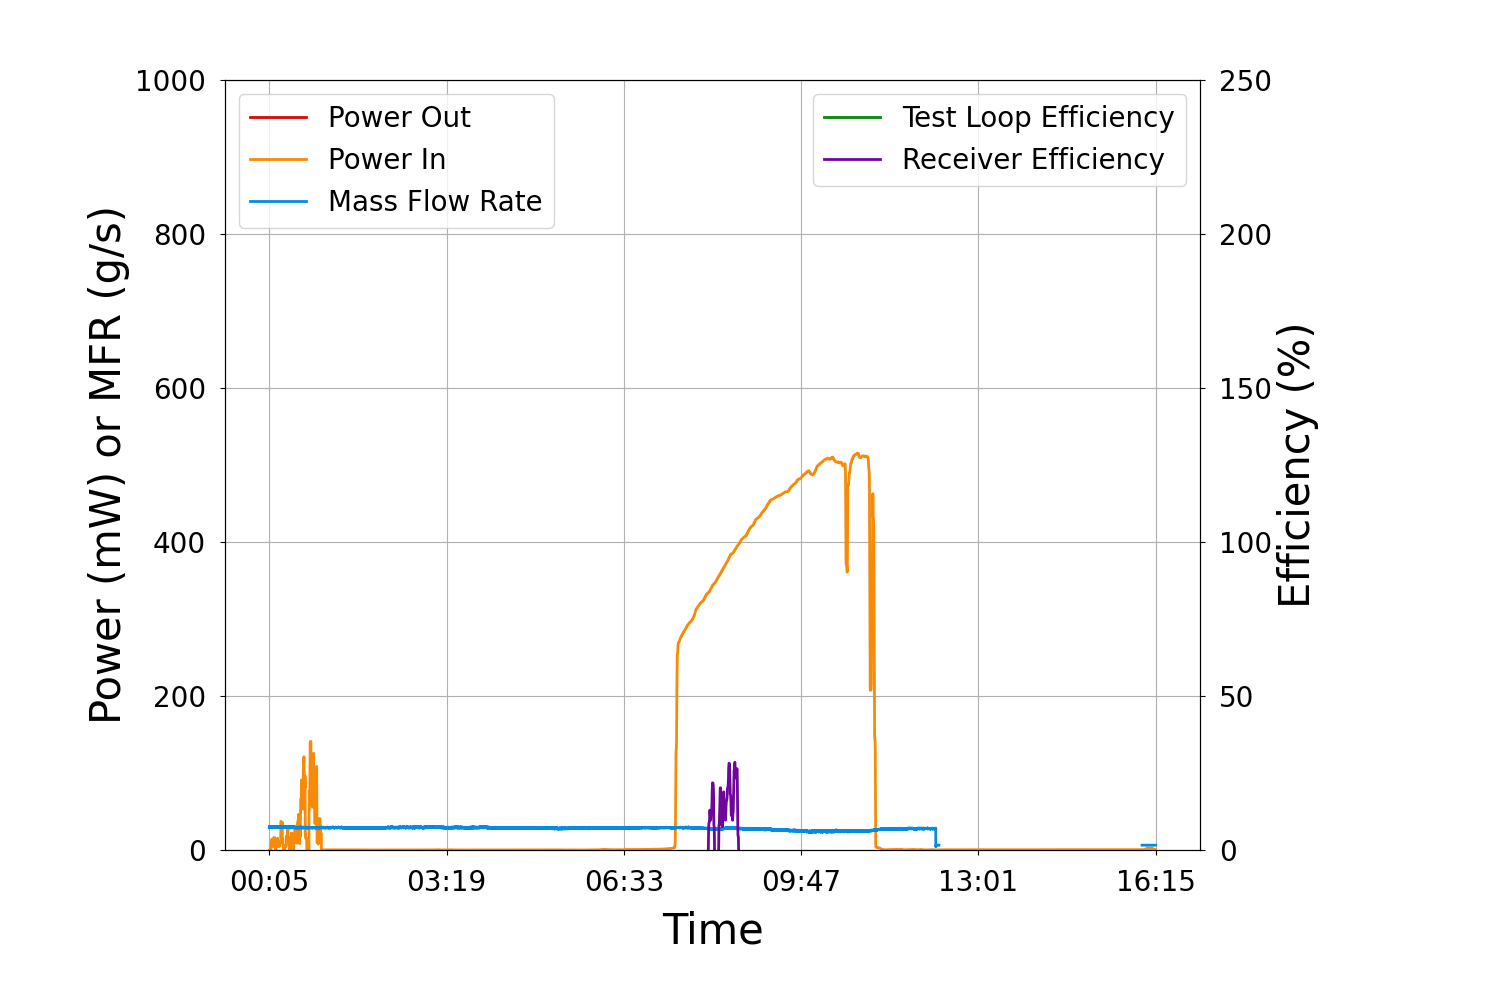 Power (mW) or MFR (g/s)
1000
800
600
400
200
0
Power Out
Power In
Mass Flow Rate
Test Loop Efficiency
Receiver Efficiency
250
200
150
100
50
0
Efficiency (%)
00:05 03:19 06:33 09:47 13:01 16:15
Time